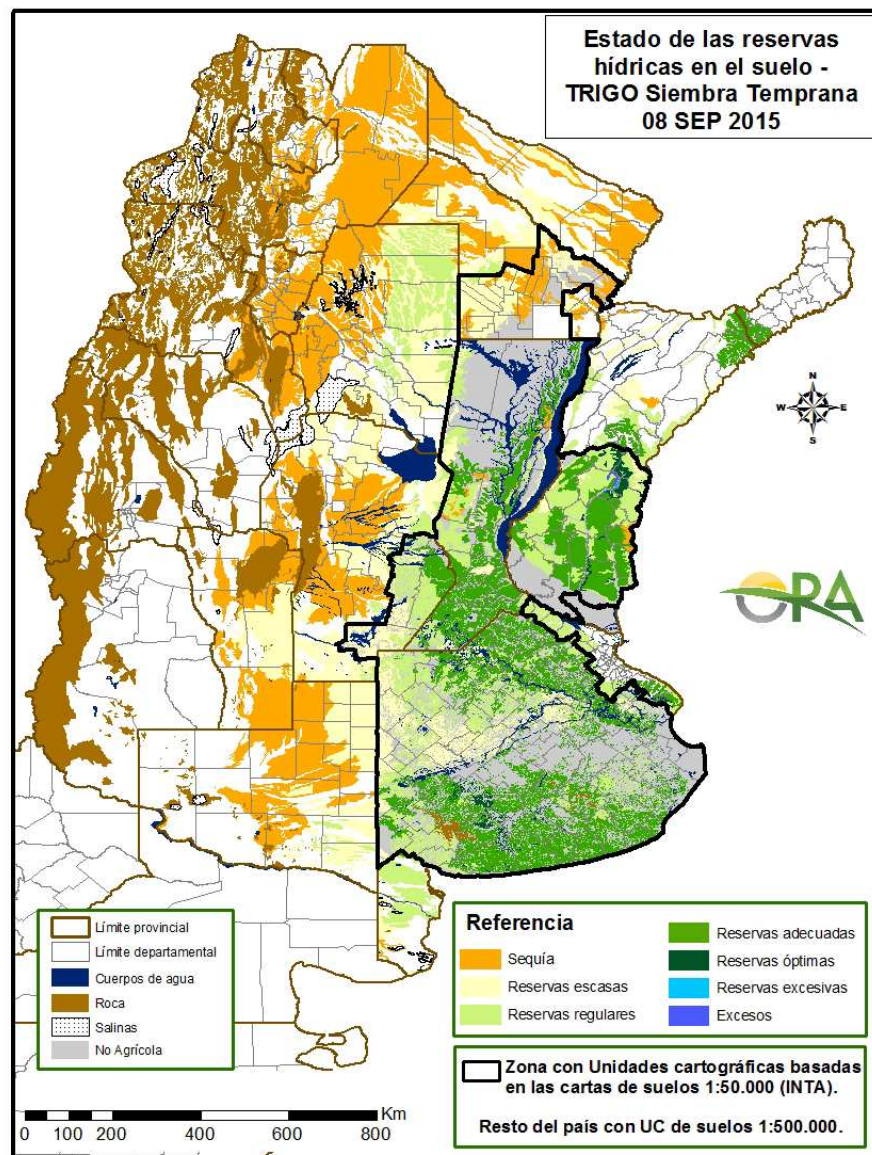 Estado de las reservas
hídricas en el suelo -
TRIGO Siembra Temprana
08 SEP 2015
N
W E
S
ORA
Límite provincial
Límite departamental
Cuerpos de agua
Roca
Salinas
No Agrícola
Referencia
Sequía
Reservas escasas
Reservas regulares
Reservas adecuadas
Reservas óptimas
Reservas excesivas
Excesos
Zona con Unidades cartográficas basadas
en las cartas de suelos 1:50.000 (INTA).
Resto del país con UC de suelos 1:500.000.
Km
0 100 200 400 600 800